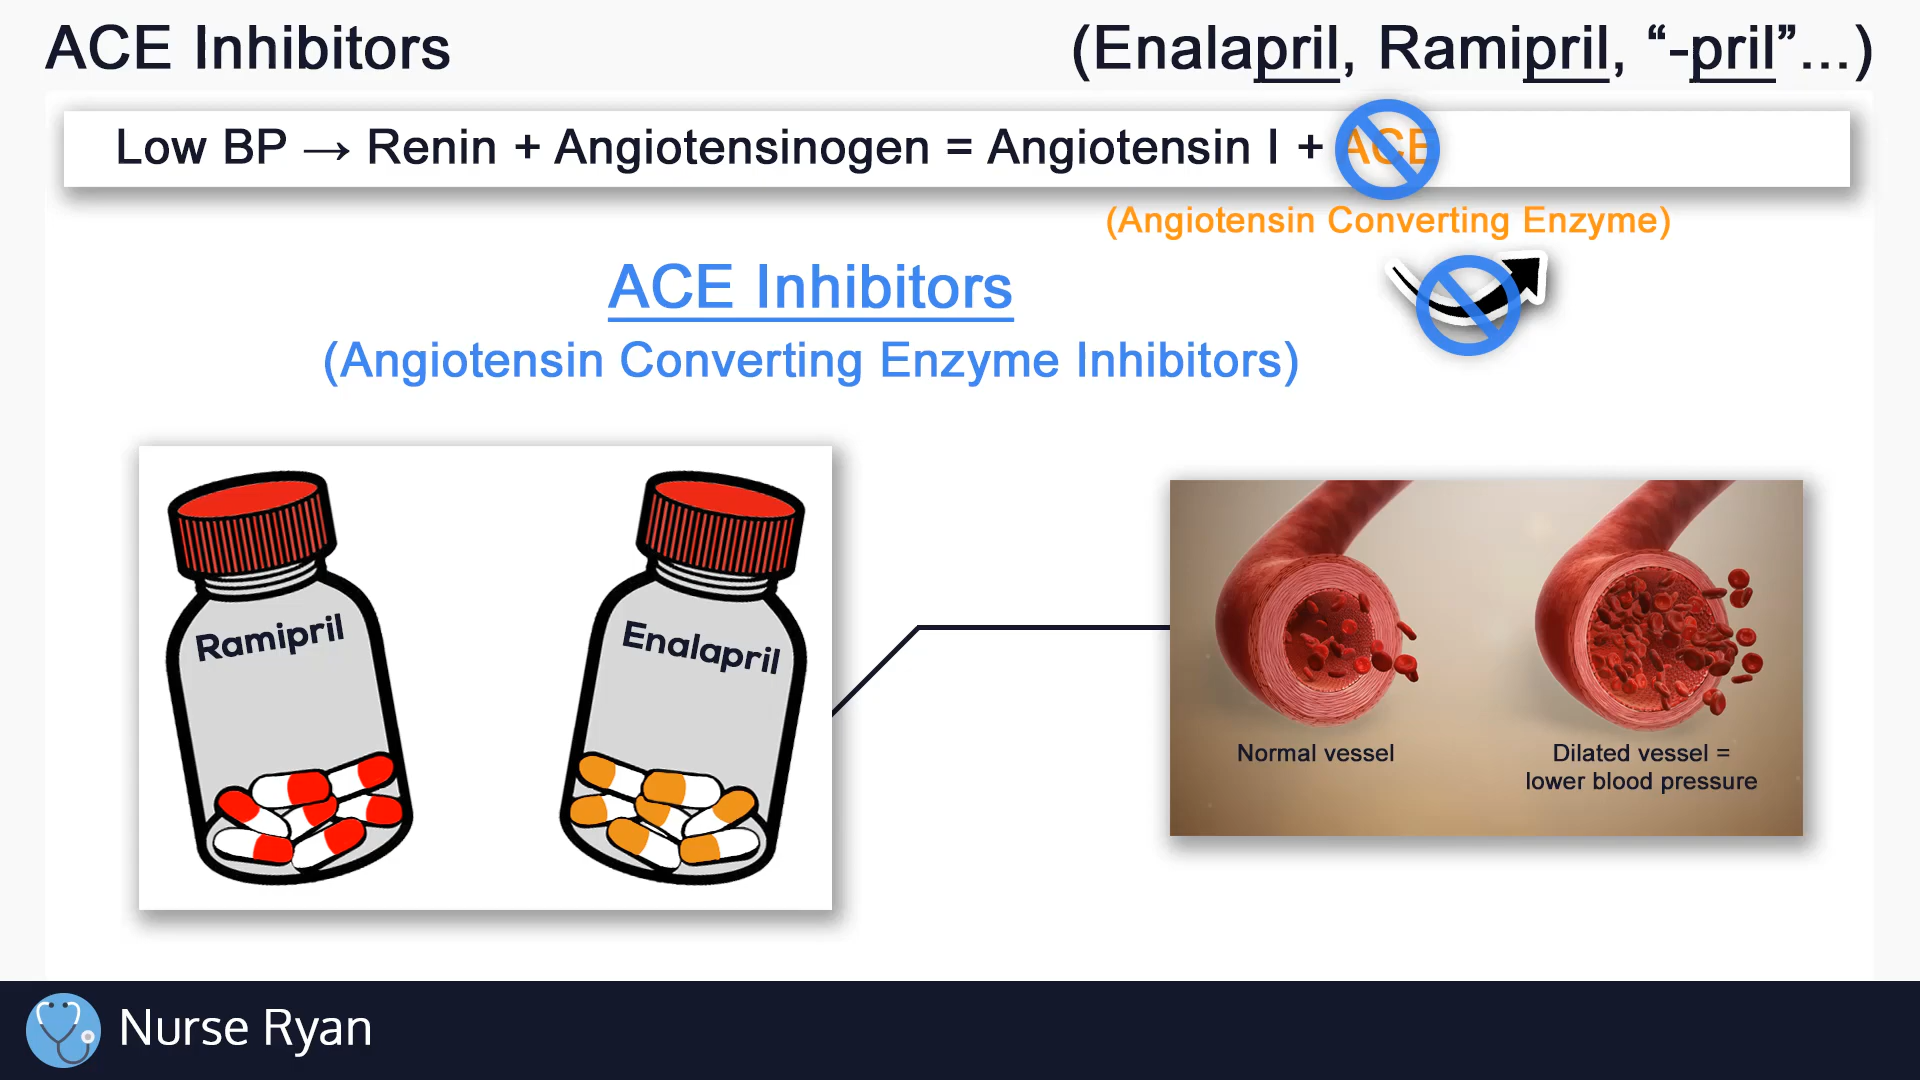 ACE Inhibitors
(Enalapril, Ramipril, “-pril”...)
Low BP → Renin + Angiotensinogen = Angiotensin I + ACE
(Angiotensin Converting Enzyme)
ACE Inhibitors
(Angiotensin Converting Enzyme Inhibitors)
Ramipril
Enalapril
Normal vessel
Dilated vessel =
lower blood pressure
Nurse Ryan